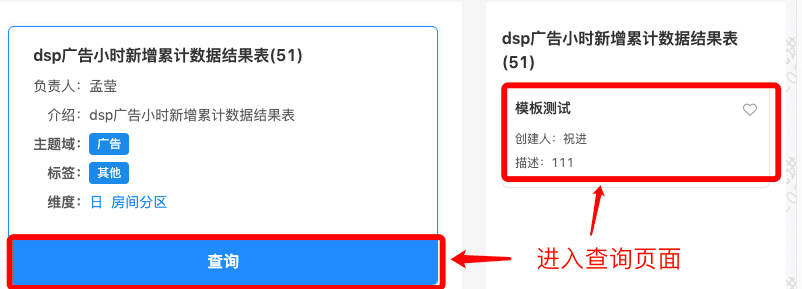 dsp广告小时新增累计数据结果表(51)
负责人：孟莹
介绍：dsp广告小时新增累计数据结果表
主题域：广告
标签：其他
维度：日 房间分区
查询
dsp广告小时新增累计数据结果表
(51)
模板测试
创建人：祝进
描述：111
进入查询页面